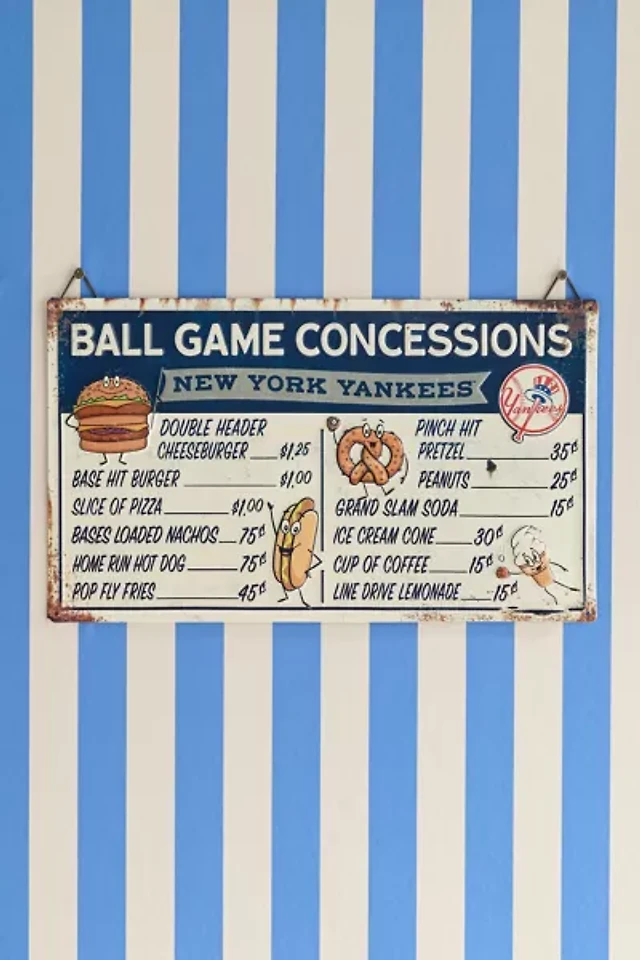 BALL GAME CONCESSIONS
NEW YORK YANKEES
Yankees
DOUBLE HEADER
CHEESEBURGER $1.25
BASE HIT BURGER $1.00
SLICE OF PIZZA $1.00
BASES LOADED NACHOS 75¢
HOME RUN HOT DOG 75¢
POP FLY FRIES 45¢
PINCH HIT
PRETZEL 35¢
PEANUTS 25¢
GRAND SLAM SODA 15¢
ICE CREAM CONE 30¢
CUP OF COFFEE 15¢
LINE DRIVE LEMONADE 15¢